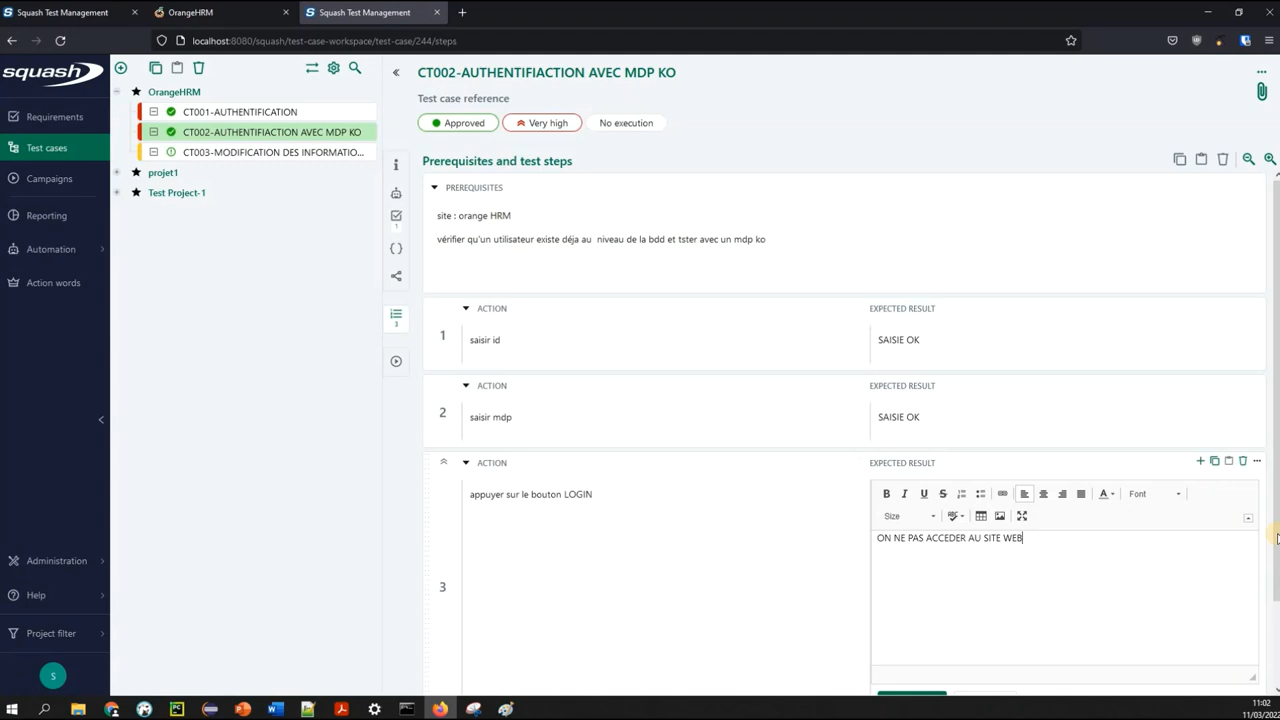 Squash Test Management
OrangeHRM
Squash Test Management
localhost:8080/squash/test-case-workspace/test-case/244/steps
squash
Requirements
Test cases
Campaigns
Reporting
Automation
Action words
Administration
Help
Project filter
S
OrangeHRM
CT001-AUTHENTIFICATION
CT002-AUTHENTIFIACTION AVEC MDP KO
CT003-MODIFICATION DES INFORMATIO...
projet1
Test Project-1
CT002-AUTHENTIFIACTION AVEC MDP KO
Test case reference
Approved
Very high
No execution
1
3
Prerequisites and test steps
PREREQUISITES
site : orange HRM
vérifier qu'un utilisateur existe déja au niveau de la bdd et tster avec un mdp ko
ACTION
EXPECTED RESULT
1
saisir id
SAISIE OK
ACTION
EXPECTED RESULT
2
saisir mdp
SAISIE OK
ACTION
EXPECTED RESULT
3
appuyer sur le bouton LOGIN
B I U S
A
Font
Size
ON NE PAS ACCEDER AU SITE WEB
11:02
11/03/2022